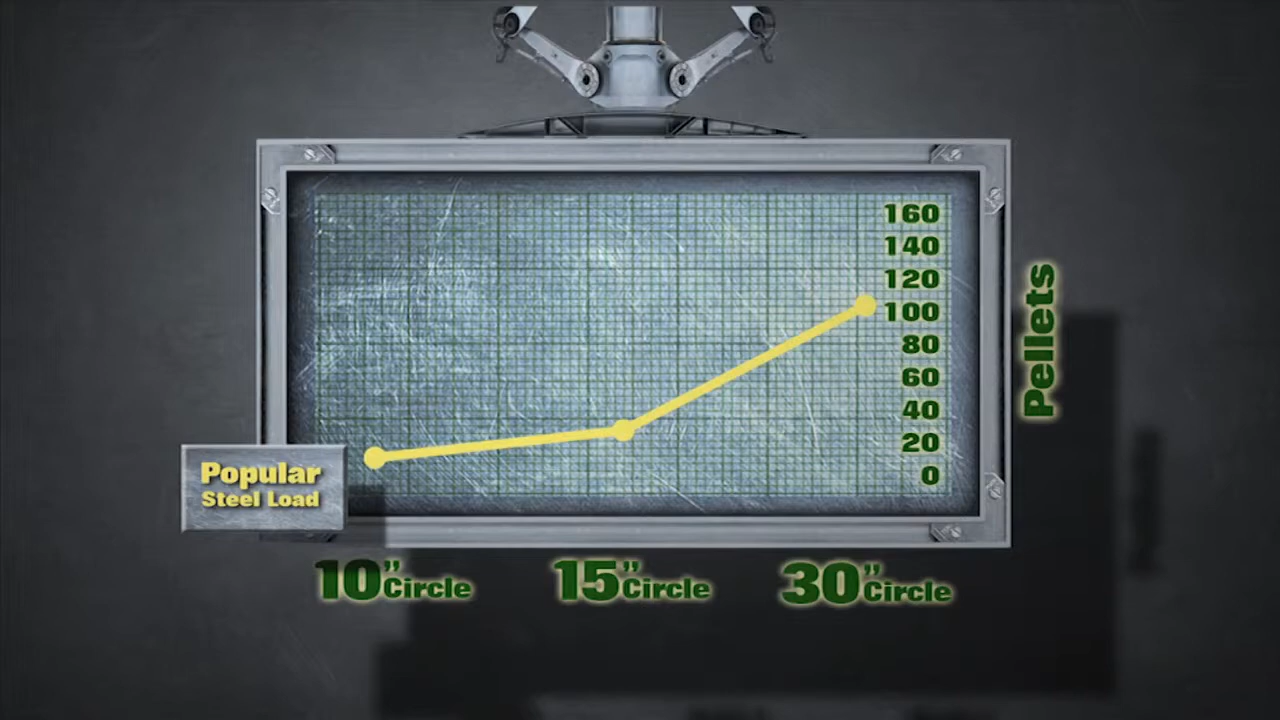 160
140
120
100
80
60
40
20
0
Pellets
Popular
Steel Load
10” Circle
15” Circle
30” Circle